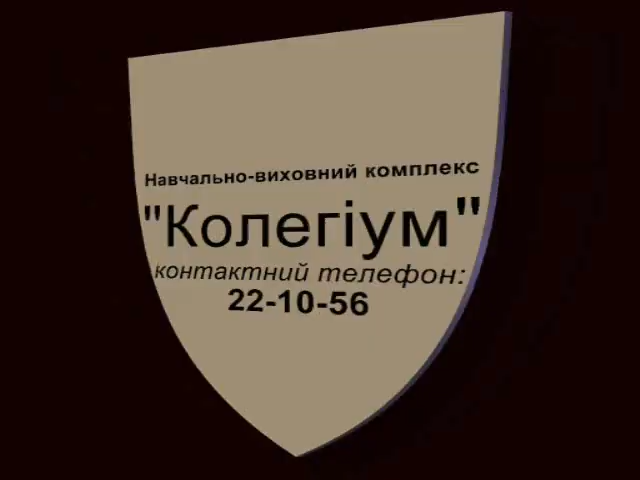 Навчально-виховний комплекс
"Колегіум"
контактний телефон:
22-10-56